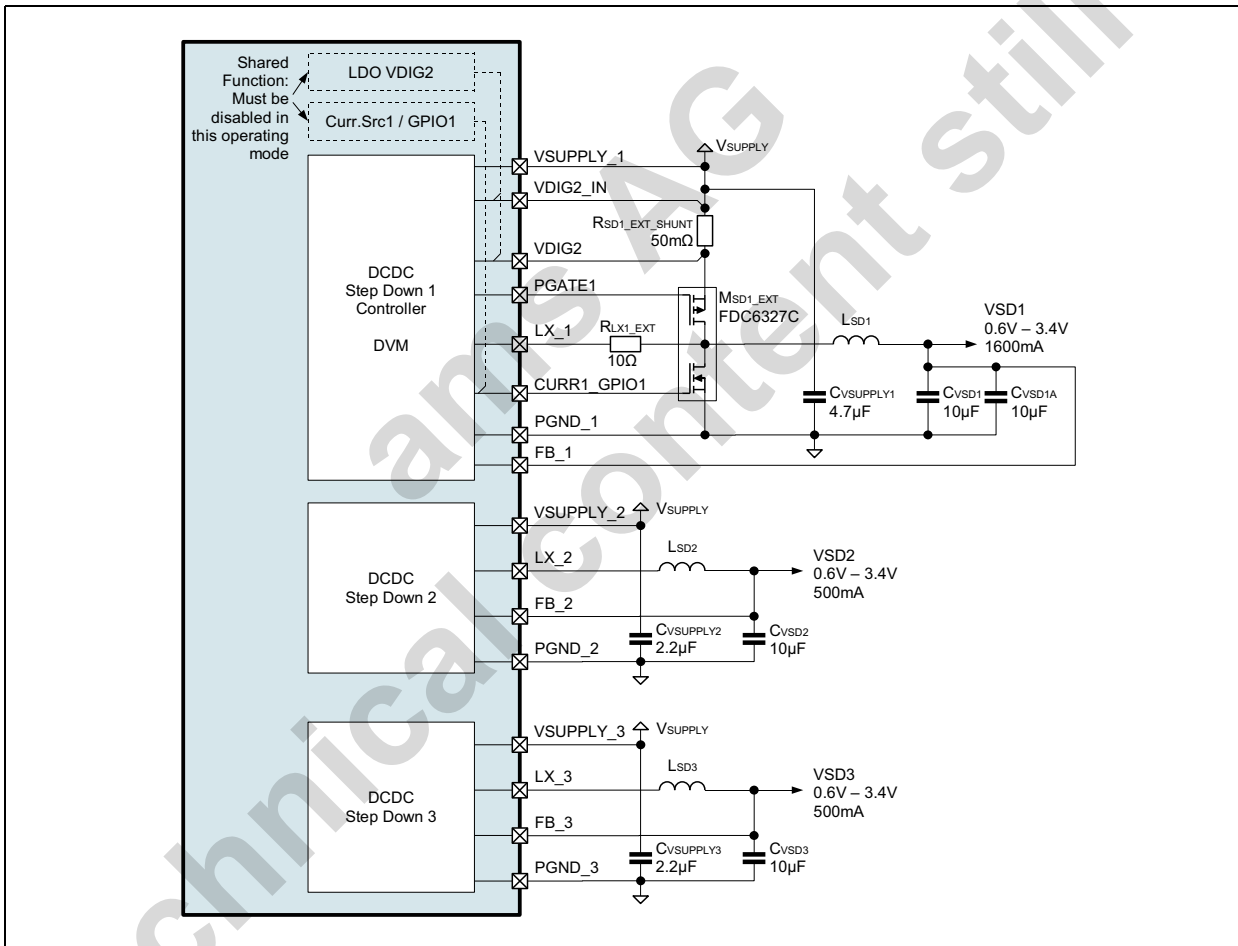 Shared
Function:
Must be
disabled in
this operating
mode
LDO VDIG2
Curr.Src1 / GPIO1
DCDC
Step Down 1
Controller
DVM
VSUPPLY_1
VDIG2_IN
VDIG2
PGATE1
LX_1
CURR1_GPIO1
PGND_1
FB_1
VSUPPLY
RSD1_EXT_SHUNT
50mΩ
MSD1_EXT
FDC6327C
RLX1_EXT
10Ω
LSD1
VSD1
0.6V – 3.4V
1600mA
CVSUPPLY1
4.7µF
CVSD1
10µF
CVSD1A
10µF
DCDC
Step Down 2
VSUPPLY_2
LX_2
FB_2
PGND_2
VSUPPLY
LSD2
VSD2
0.6V – 3.4V
500mA
CVSUPPLY2
2.2µF
CVSD2
10µF
DCDC
Step Down 3
VSUPPLY_3
LX_3
FB_3
PGND_3
VSUPPLY
LSD3
VSD3
0.6V – 3.4V
500mA
CVSUPPLY3
2.2µF
CVSD3
10µF
ams AG
chnical content still